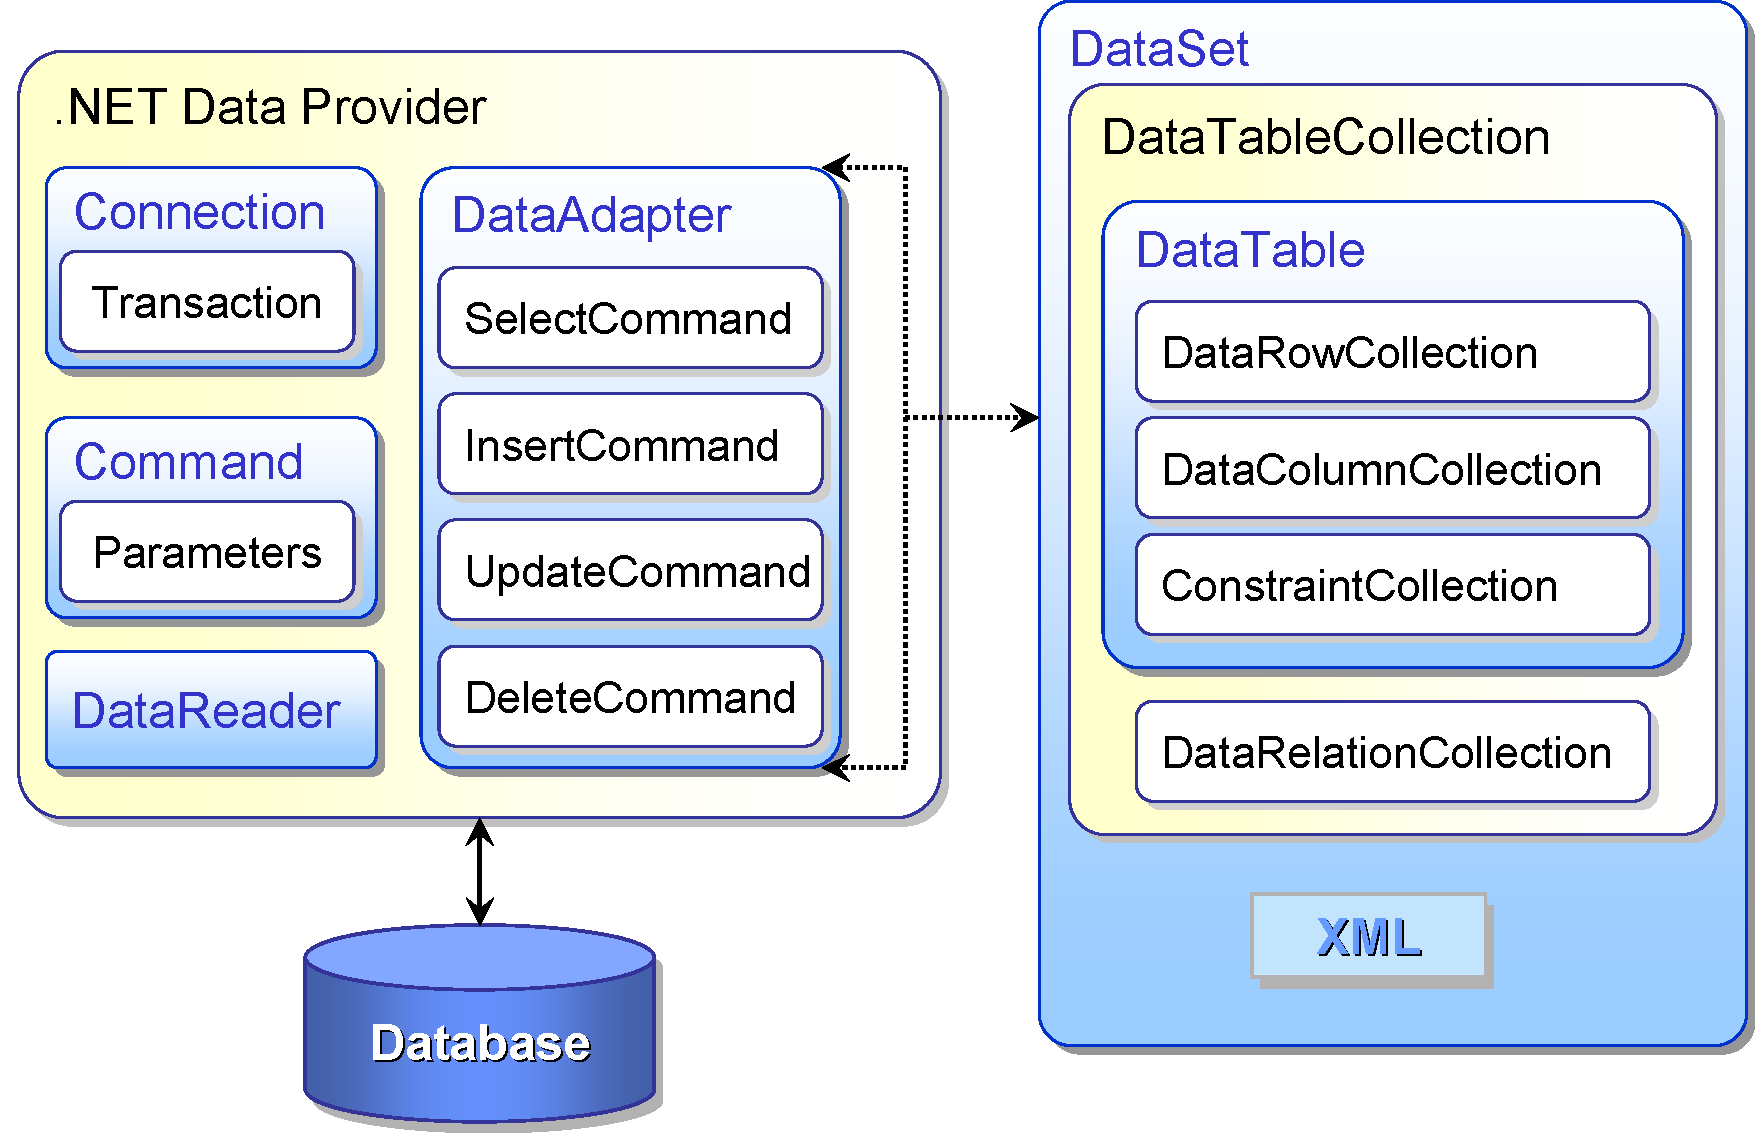 .NET Data Provider
Connection
Transaction
Command
Parameters
DataReader
DataAdapter
SelectCommand
InsertCommand
UpdateCommand
DeleteCommand
Database
DataSet
DataTableCollection
DataTable
DataRowCollection
DataColumnCollection
ConstraintCollection
DataRelationCollection
XML